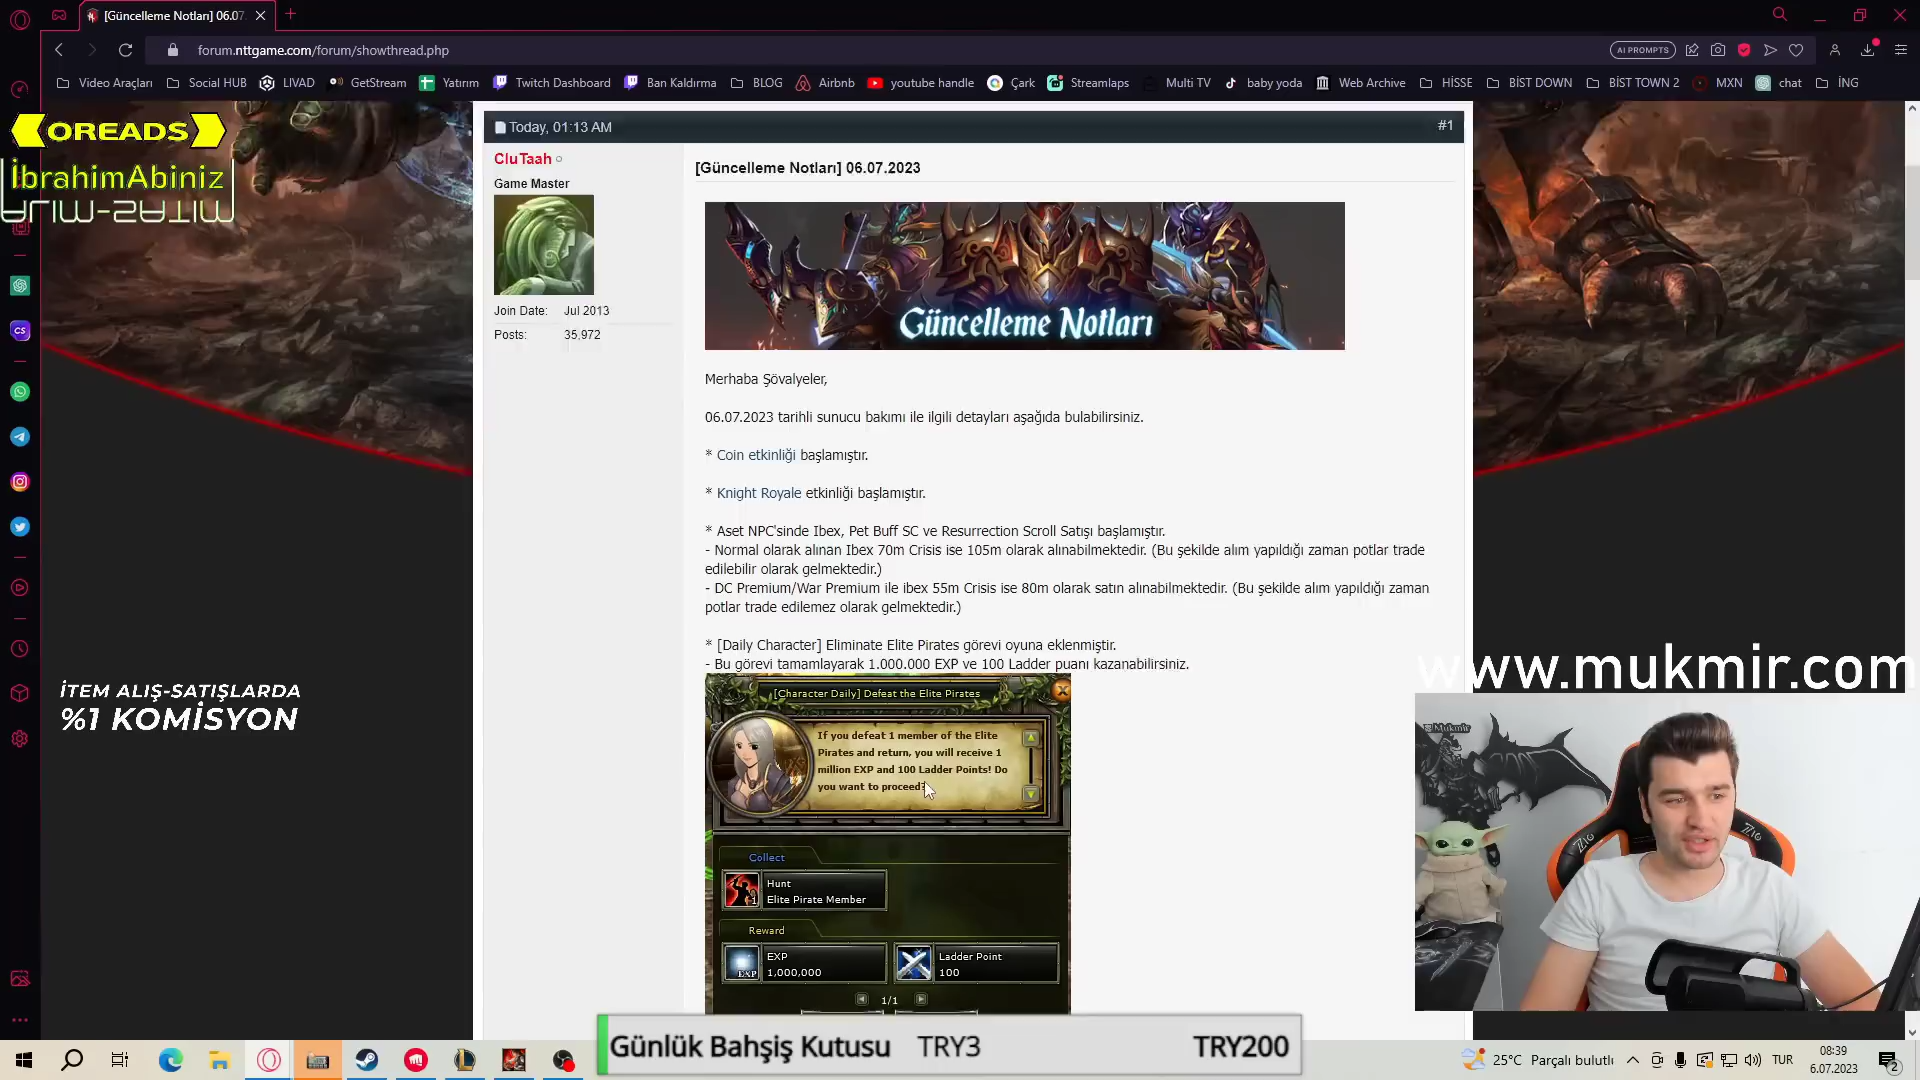 [Güncelleme Notları] 06.07.
forum.nttgame.com/forum/showthread.php
AI PROMPTS
Video Araçları
Social HUB
LIVAD
GetStream
Yatırım
Twitch Dashboard
Ban Kaldırma
BLOG
Airbnb
youtube handle
Çark
Streamlaps
Multi TV
baby yoda
Web Archive
HİSSE
BİST DOWN
BİST TOWN 2
MXN
chat
İNG
OREADS
İbrahimAbiniz
ALIM-SATIM
Today, 01:13 AM
#1
CluTaah
Game Master
Join Date: Jul 2013
Posts: 35,972
[Güncelleme Notları] 06.07.2023
Güncelleme Notları
Merhaba Şövalyeler,
06.07.2023 tarihli sunucu bakımı ile ilgili detayları aşağıda bulabilirsiniz.
* Coin etkinliği başlamıştır.
* Knight Royale etkinliği başlamıştır.
* Aset NPC'sinde Ibex, Pet Buff SC ve Resurrection Scroll Satışı başlamıştır.
- Normal olarak alınan Ibex 70m Crisis ise 105m olarak alınabilmektedir. (Bu şekilde alım yapıldığı zaman potlar trade
edilebilir olarak gelmektedir.)
- DC Premium/War Premium ile ibex 55m Crisis ise 80m olarak satın alınabilmektedir. (Bu şekilde alım yapıldığı zaman
potlar trade edilemez olarak gelmektedir.)
* [Daily Character] Eliminate Elite Pirates görevi oyuna eklenmiştir.
- Bu görevi tamamlayarak 1.000.000 EXP ve 100 Ladder puanı kazanabilirsiniz.
[Character Daily] Defeat the Elite Pirates
If you defeat 1 member of the Elite
Pirates and return, you will receive 1
million EXP and 100 Ladder Points! Do
you want to proceed?
Collect
Hunt
Elite Pirate Member
1
Reward
EXP
1,000,000
EXP
Ladder Point
100
1/1
İTEM ALIŞ-SATIŞLARDA
%1 KOMİSYON
www.mukmir.com
Mukmir
ZIG
Günlük Bahşiş Kutusu TRY3 TRY200
CS
25°C Parçalı bulutlu
TUR
08:39
6.07.2023
2